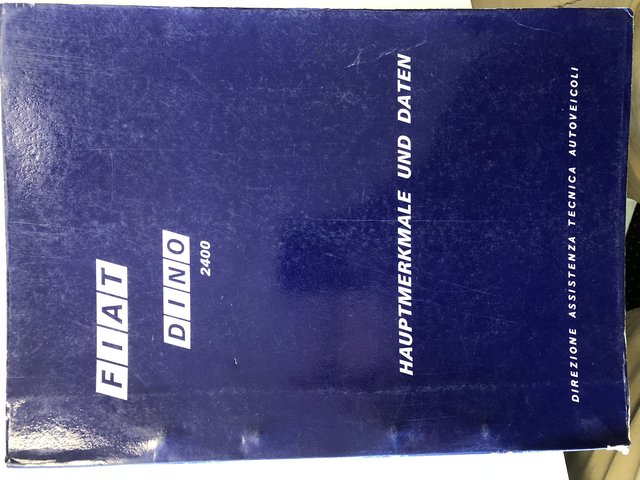 FIAT
DINO
2400
HAUPTMERKMALE UND DATEN
DIREZIONE ASSISTENZA TECNICA AUTOVEICOLI